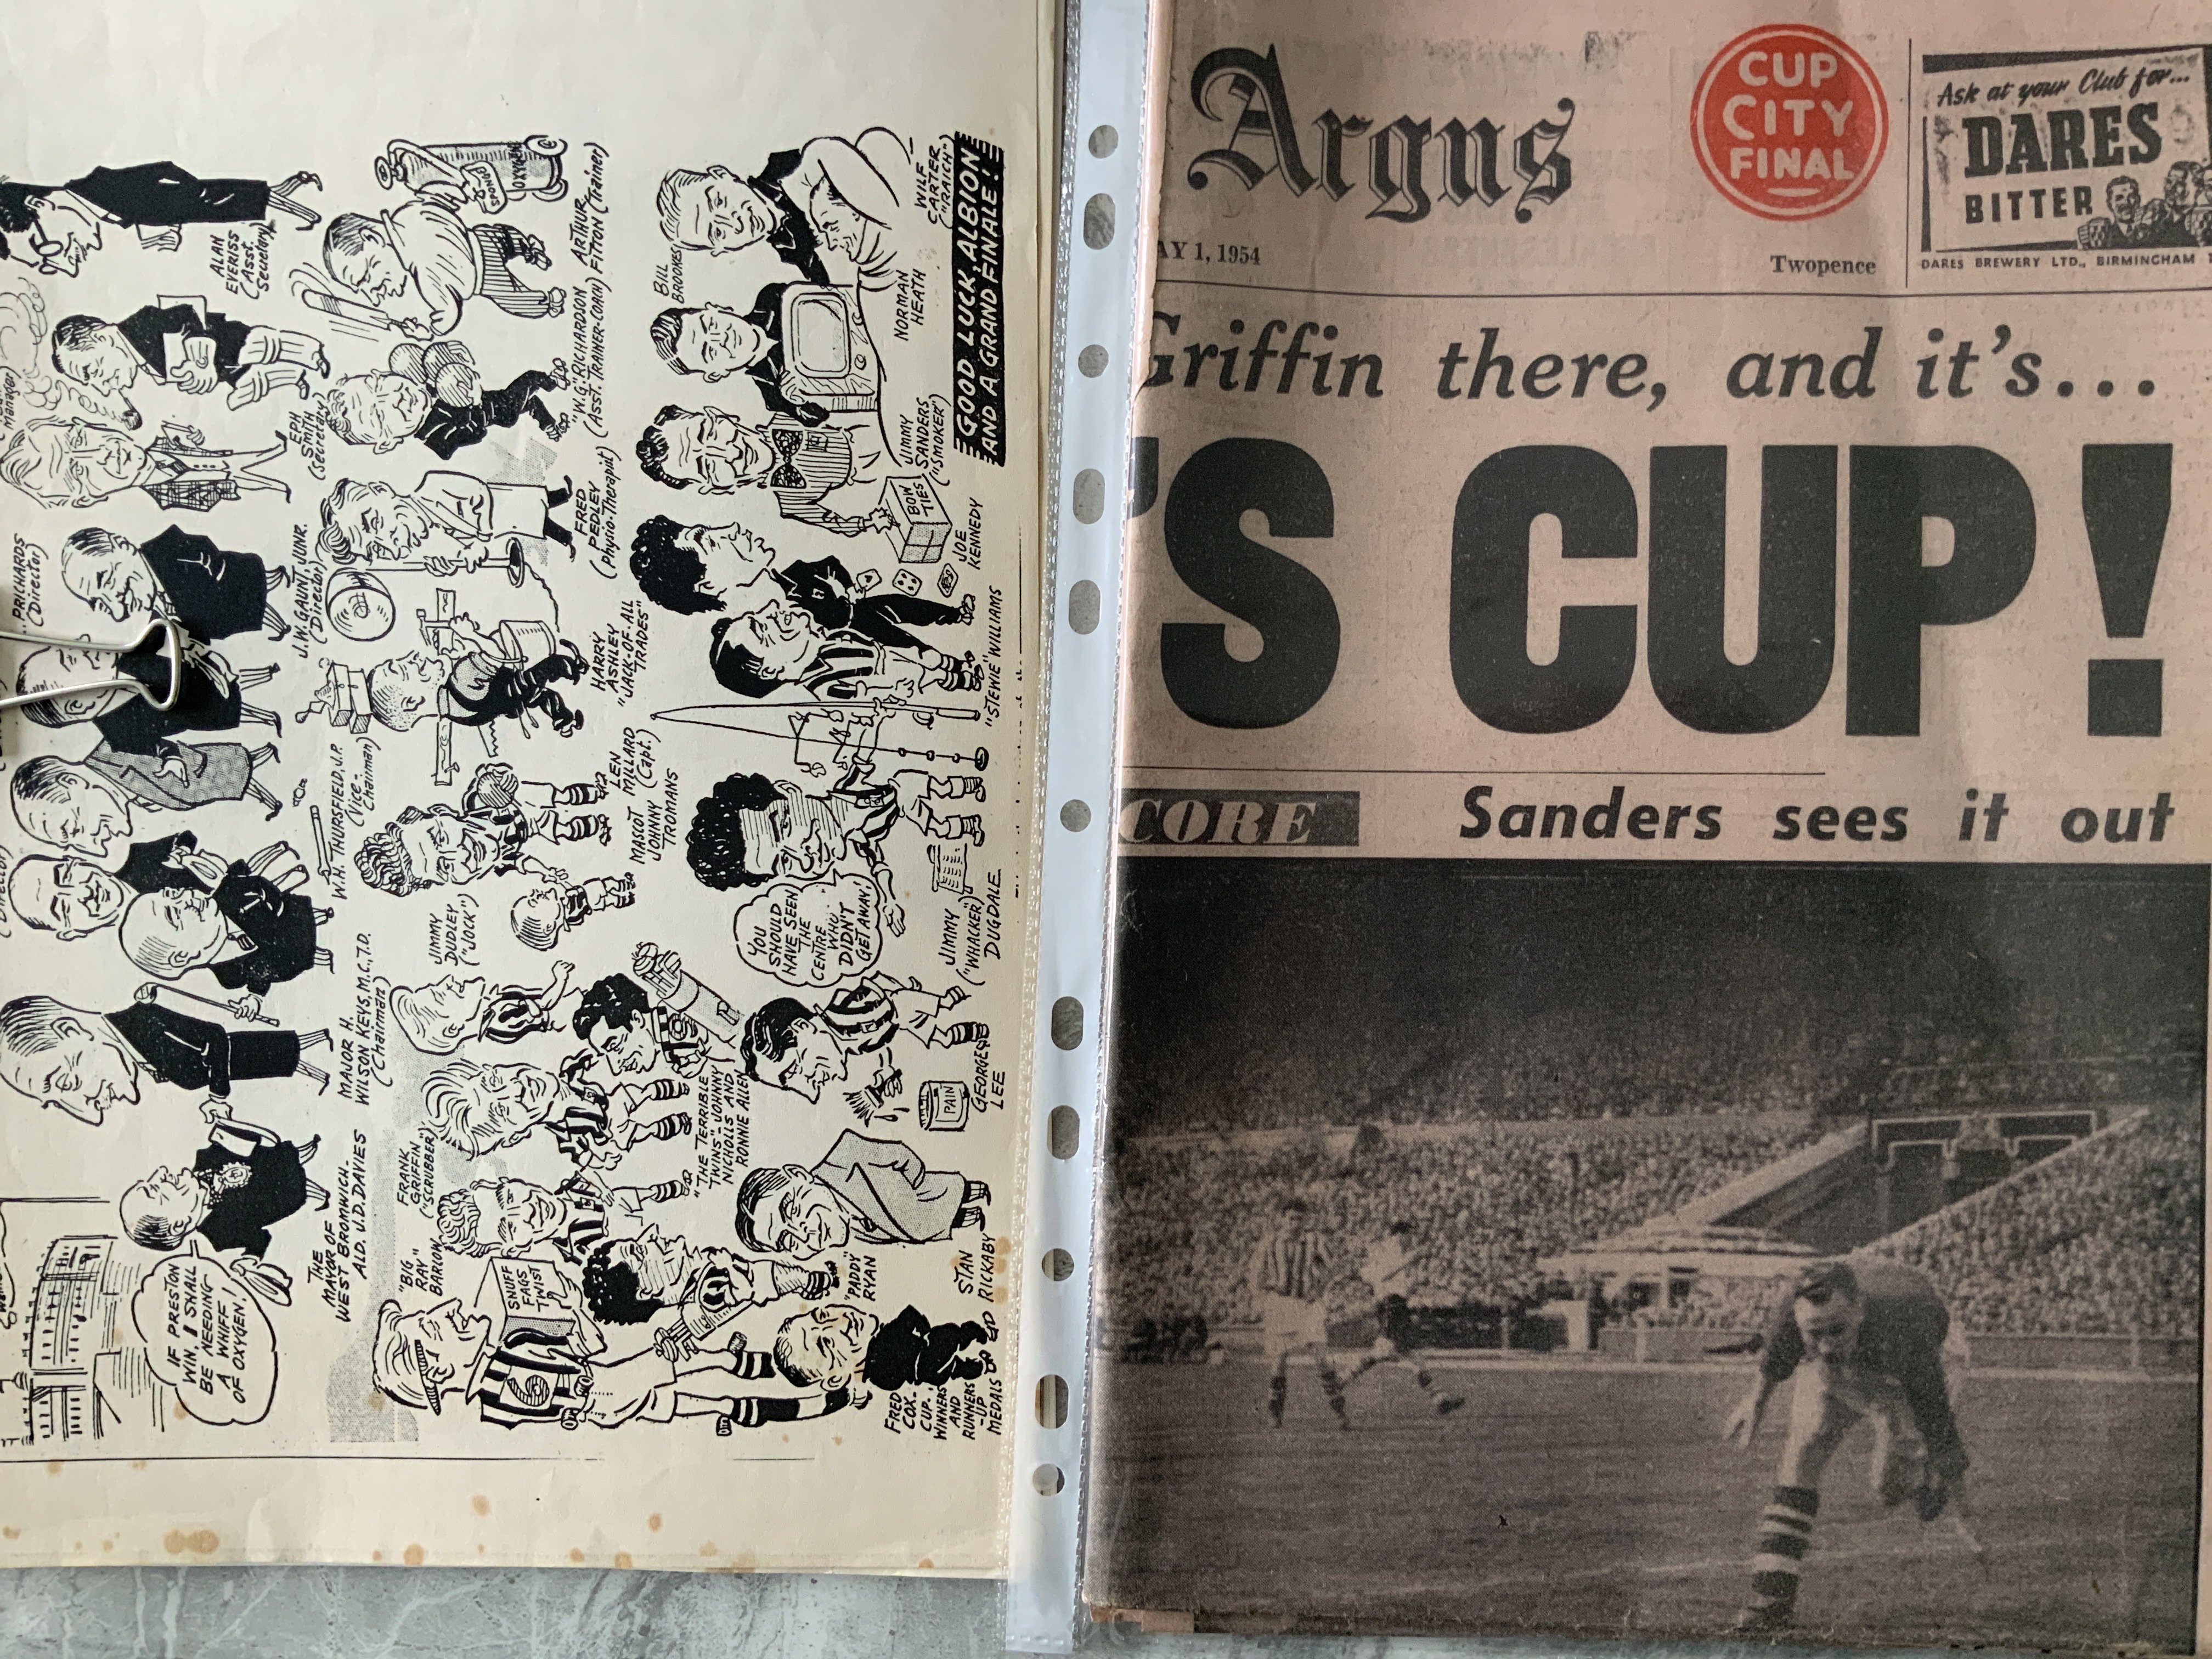 ALAN
EVERISS
(Asst.
Secretary)
EPH
SMITH
(Secretary)
Manager)
PRICHARDS
(Director)
J.W. GAUNT, JUNR.
(Director)
W.H. THURSFIELD, J.P.
(Vice-
Chairman)
MAJOR H.
WILSON KEYS, M.C., T.D.
(Chairman)
THE
MAYOR OF
WEST BROMWICH-
ALD. J.D. DAVIES
IF PRESTON
WIN, I SHALL
BE NEEDING
A WHIFF
OF OXYGEN!
OXYGEN
SPONGE
ARTHUR
FITTON (Trainer)
"W.G." RICHARDSON
(Asst. TRAINER-COACH)
FRED
PEDLEY
(Physio-Therapist)
HARRY
ASHLEY
"JACK-OF-ALL
TRADES"
LEN
MILLARD
(Capt.)
MASCOT
JOHNNY
TROMANS
JIMMY
DUDLEY
("JOCK")
"THE TERRIBLE
TWINS-JOHNNY
NICHOLLS AND
RONNIE ALLEN
FRANK
GRIFFIN
("SCRUBBER")
"BIG
RAY"
BARLOW
SNUFF
FAGS
TWIST
"PADDY"
RYAN
WILF
CARTER
("RAICH")
BILL
BROOKES
NORMAN
HEATH
JIMMY
SANDERS
("SMOKER")
BOW
TIES
JOE
KENNEDY
"STEWIE" WILLIAMS
YOU
SHOULD
HAVE SEEN
THE
CENTRE
WHO
DIDN'T
GET AWAY!
JIMMY
("WHACKER")
DUGDALE
GEORGE
LEE
PAIN
STAN
RICKABY
FRED
COX.
CUP.
WINNERS
AND
RUNNERS
-UP
MEDALS
GOOD LUCK, ALBION
AND A GRAND FINALE!
Argus
CUP
CITY
FINAL
Ask at your Club for...
DARES
BITTER
DARES BREWERY LTD., BIRMINGHAM
AY 1, 1954
Twopence
Griffin there, and it's...
'S CUP!
CORE
Sanders sees it out